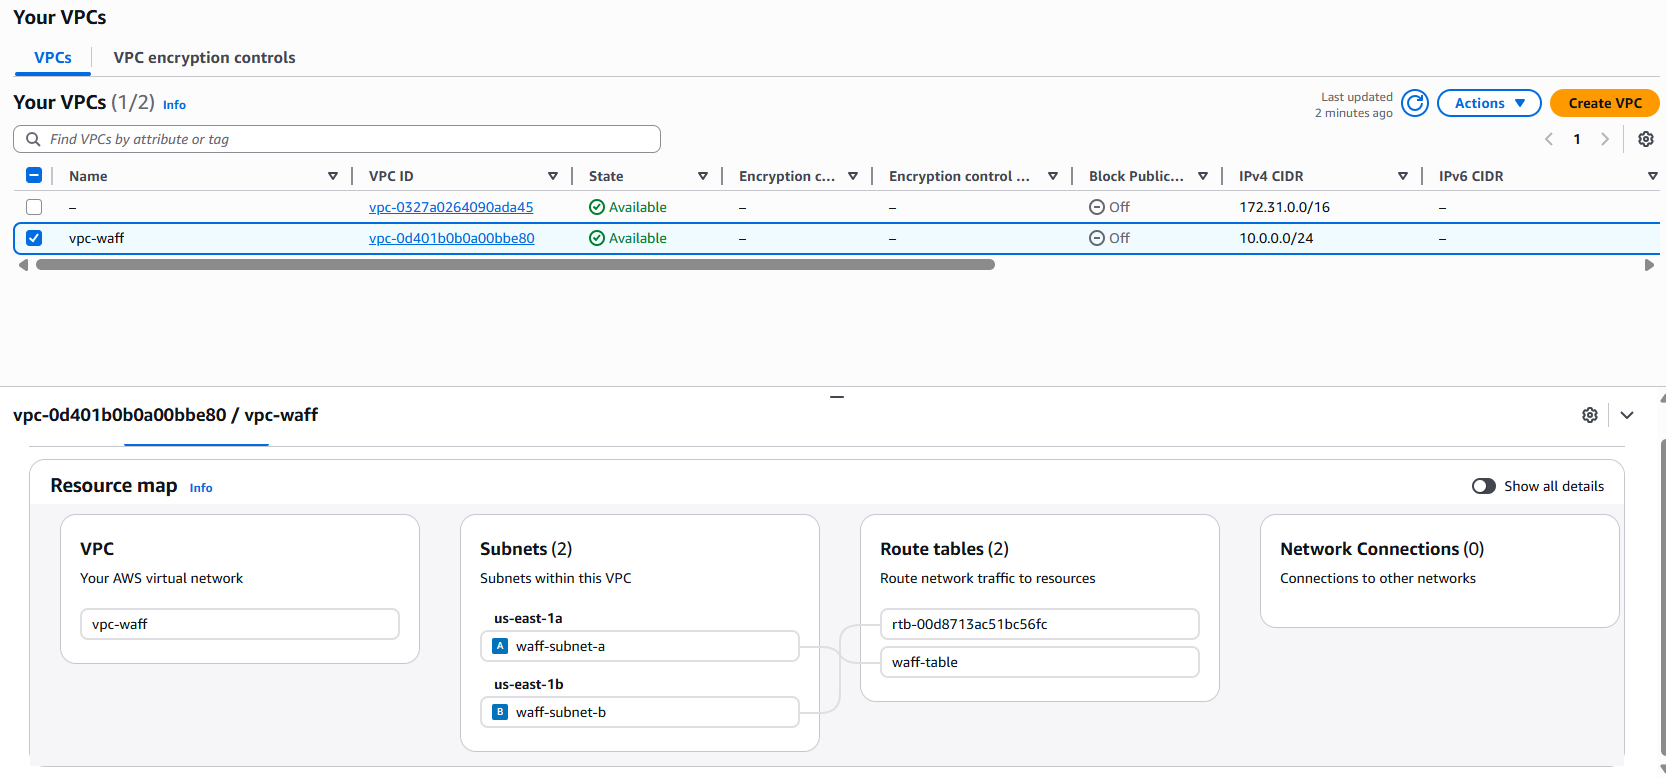 Your VPCs
VPCs
VPC encryption controls
Your VPCs (1/2) Info
Last updated
2 minutes ago
Actions
Create VPC
Find VPCs by attribute or tag
1
Name VPC ID State Encryption c... Encryption control ... Block Public... IPv4 CIDR IPv6 CIDR
– vpc-0327a0264090ada45 Available – – Off 172.31.0.0/16 –
vpc-waff vpc-0d401b0b0a00bbe80 Available – – Off 10.0.0.0/24 –
vpc-0d401b0b0a00bbe80 / vpc-waff
Resource map Info
Show all details
VPC
Your AWS virtual network
vpc-waff
Subnets (2)
Subnets within this VPC
us-east-1a
A waff-subnet-a
us-east-1b
B waff-subnet-b
Route tables (2)
Route network traffic to resources
rtb-00d8713ac51bc56fc
waff-table
Network Connections (0)
Connections to other networks